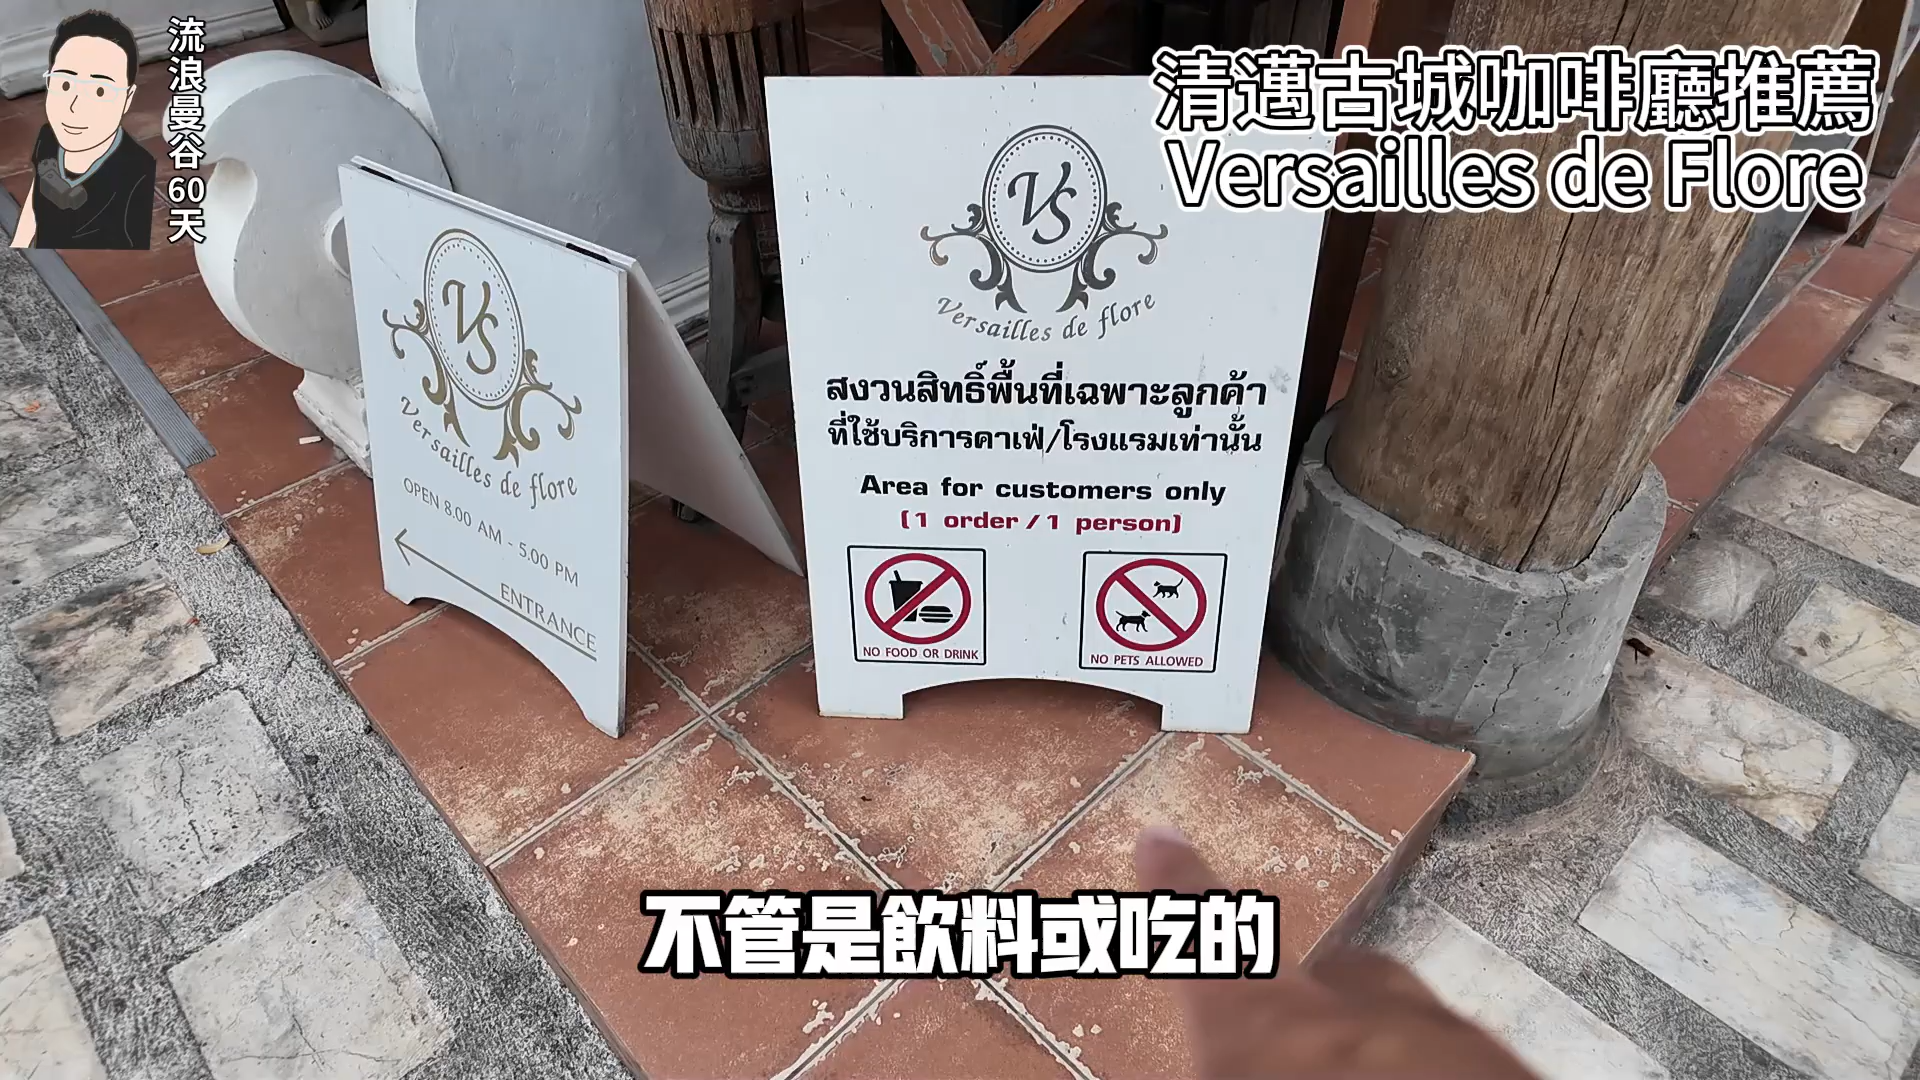 流浪曼谷60天
清邁古城咖啡廳推薦
Versailles de Flore
VS
Versailles de flore
OPEN 8.00 AM - 5.00 PM
ENTRANCE
VS
Versailles de flore
สงวนสิทธิ์พื้นที่เฉพาะลูกค้า
ที่ใช้บริการคาเฟ่/โรงแรมเท่านั้น
Area for customers only
(1 order / 1 person)
NO FOOD OR DRINK
NO PETS ALLOWED
不管是飲料或吃的